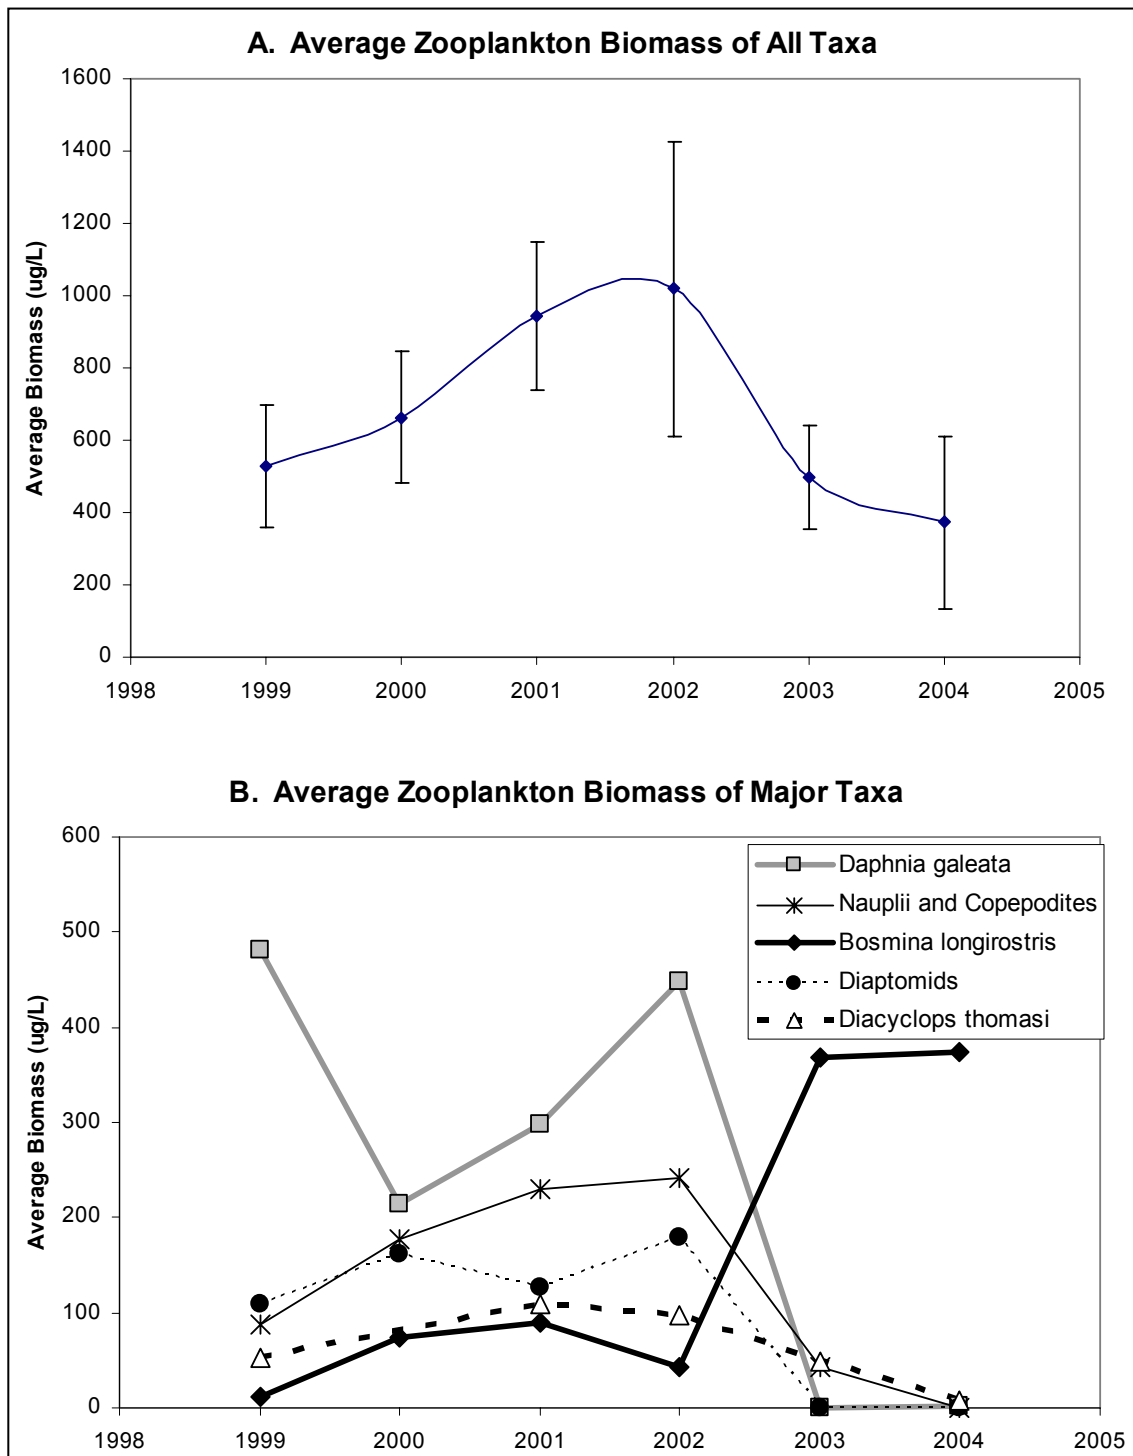 A.  Average Zooplankton Biomass of All Taxa
Average Biomass (ug/L)
1600
1400
1200
1000
800
600
400
200
0
1998 1999 2000 2001 2002 2003 2004 2005
B.  Average Zooplankton Biomass of Major Taxa
Average Biomass (ug/L)
600
500
400
300
200
100
0
Daphnia galeata
Nauplii and Copepodites
Bosmina longirostris
Diaptomids
Diacyclops thomasi
1998 1999 2000 2001 2002 2003 2004 2005